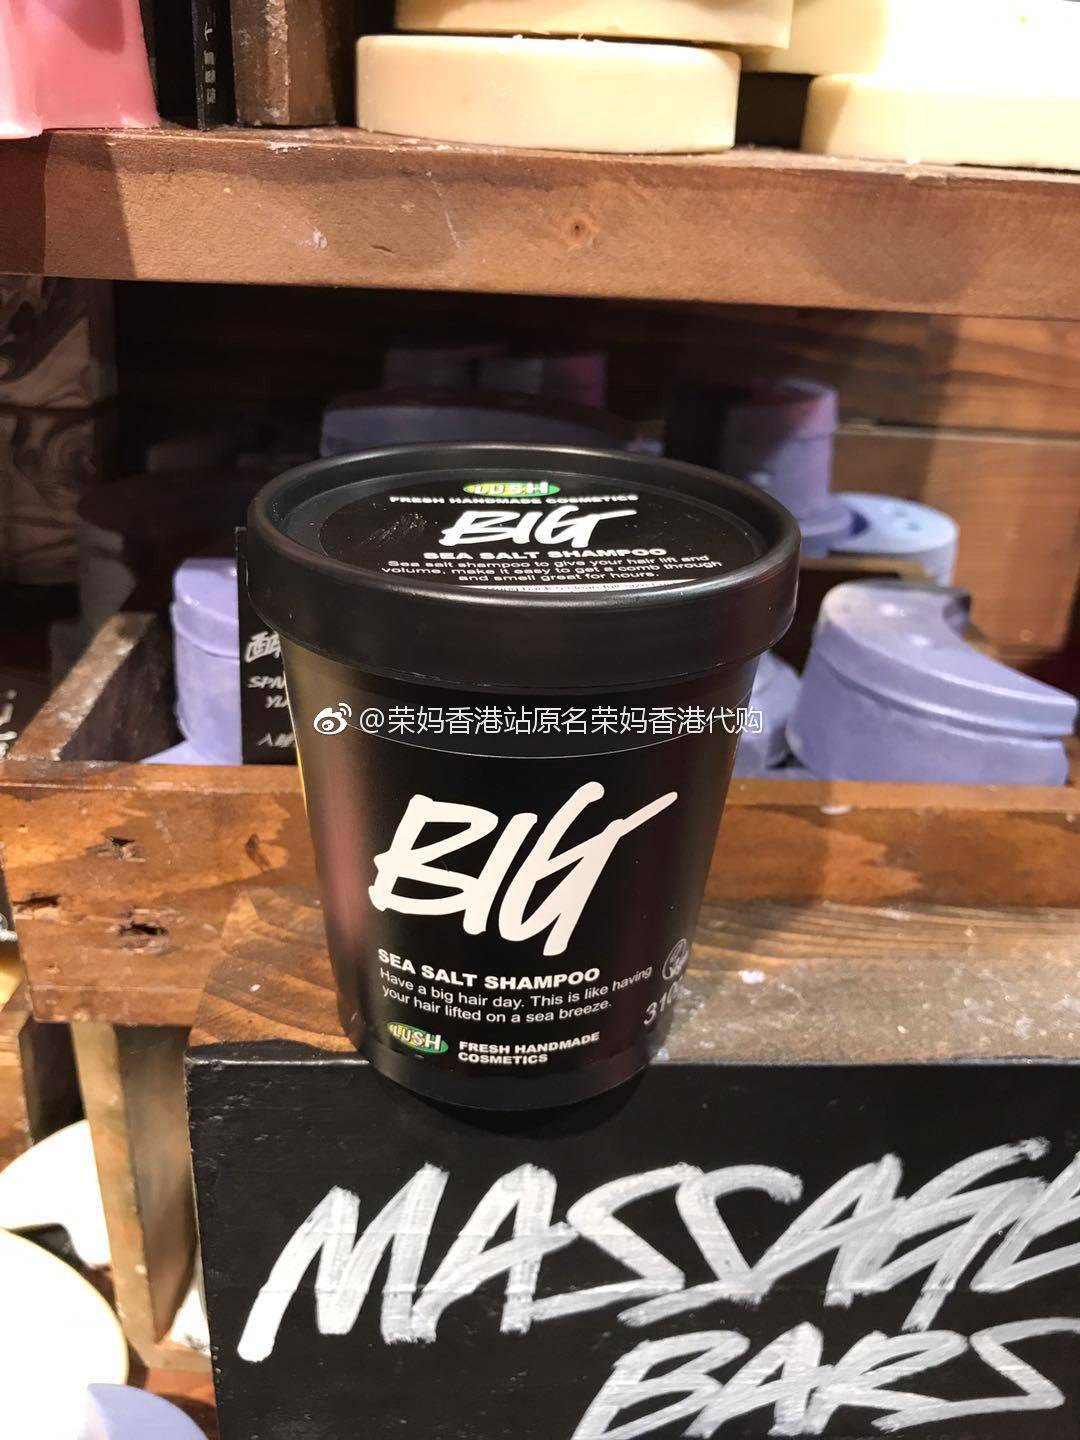 LUSH
FRESH HANDMADE COSMETICS
BIG
SEA SALT SHAMPOO
Sea salt shampoo to give your hair lift and
volume, make it easy to get a comb through
and smell great for hours.
@荣妈香港站原名荣妈香港代购
BIG
SEA SALT SHAMPOO
Have a big hair day. This is like having
your hair lifted on a sea breeze.
LUSH
FRESH HANDMADE
COSMETICS
MASSAGE
BARS